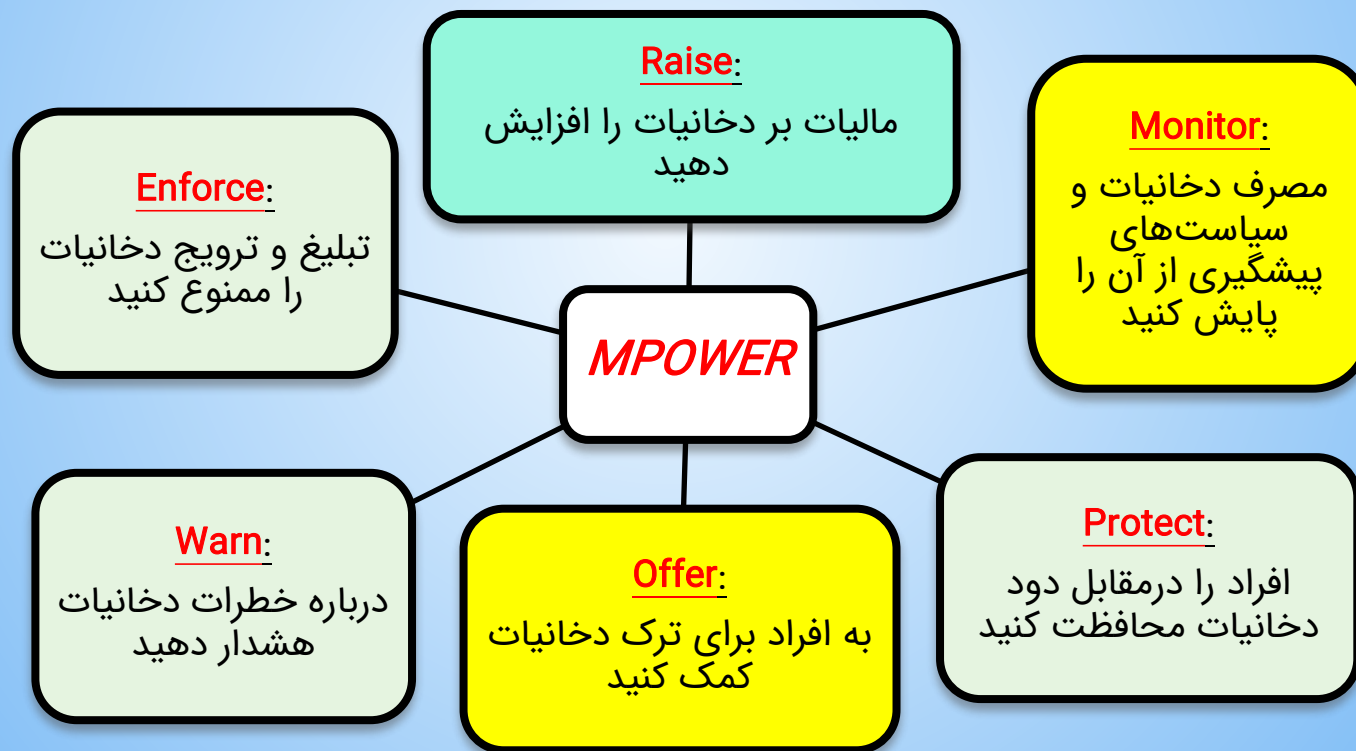 Raise:
مالیات بر دخانیات را افزایش
دهید
Monitor:
مصرف دخانیات و
سیاست‌های
پیشگیری از آن را
پایش کنید
Enforce:
تبلیغ و ترویج دخانیات
را ممنوع کنید
MPOWER
Protect:
افراد را درمقابل دود
دخانیات محافظت کنید
Offer:
به افراد برای ترک دخانیات
کمک کنید
Warn:
درباره خطرات دخانیات
هشدار دهید